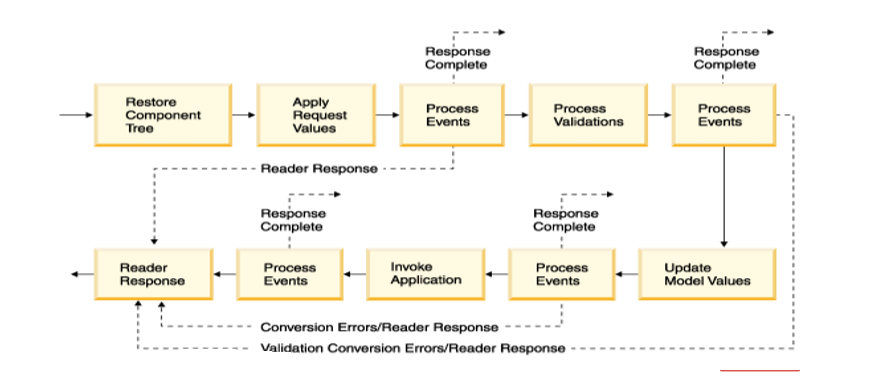 Response
Complete
Response
Complete
Restore
Component
Tree
Apply
Request
Values
Process
Events
Process
Validations
Process
Events
Reader Response
Response
Complete
Response
Complete
Reader
Response
Process
Events
Invoke
Application
Process
Events
Update
Model Values
Conversion Errors/Reader Response
Validation Conversion Errors/Reader Response